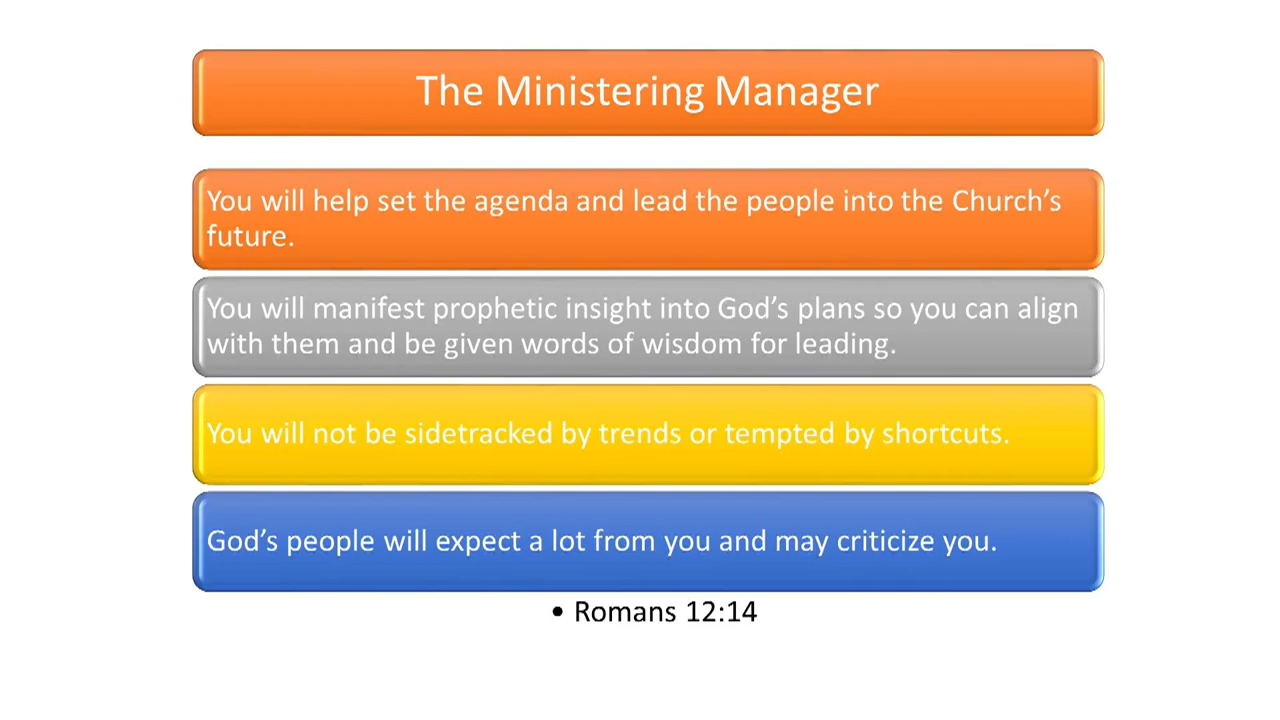 The Ministering Manager
You will help set the agenda and lead the people into the Church’s
future.
You will manifest prophetic insight into God’s plans so you can align
with them and be given words of wisdom for leading.
You will not be sidetracked by trends or tempted by shortcuts.
God’s people will expect a lot from you and may criticize you.
• Romans 12:14